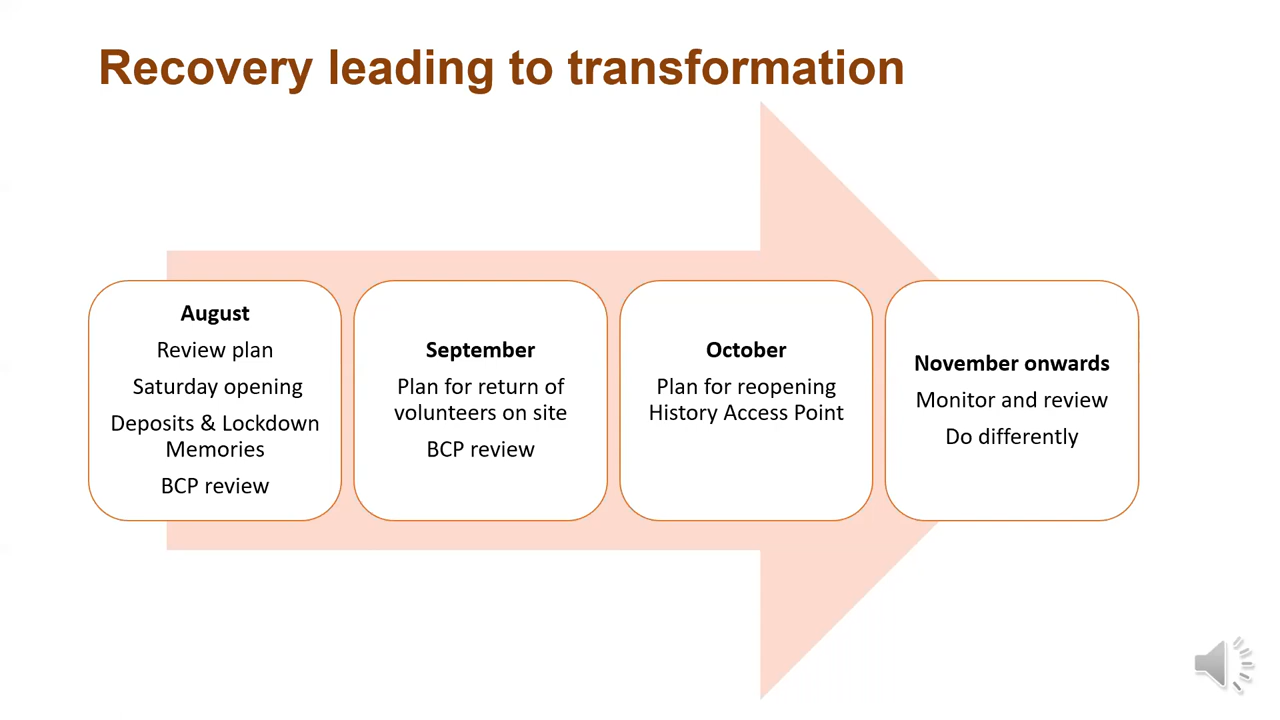 Recovery leading to transformation
August
Review plan
Saturday opening
Deposits & Lockdown
Memories
BCP review
September
Plan for return of
volunteers on site
BCP review
October
Plan for reopening
History Access Point
November onwards
Monitor and review
Do differently